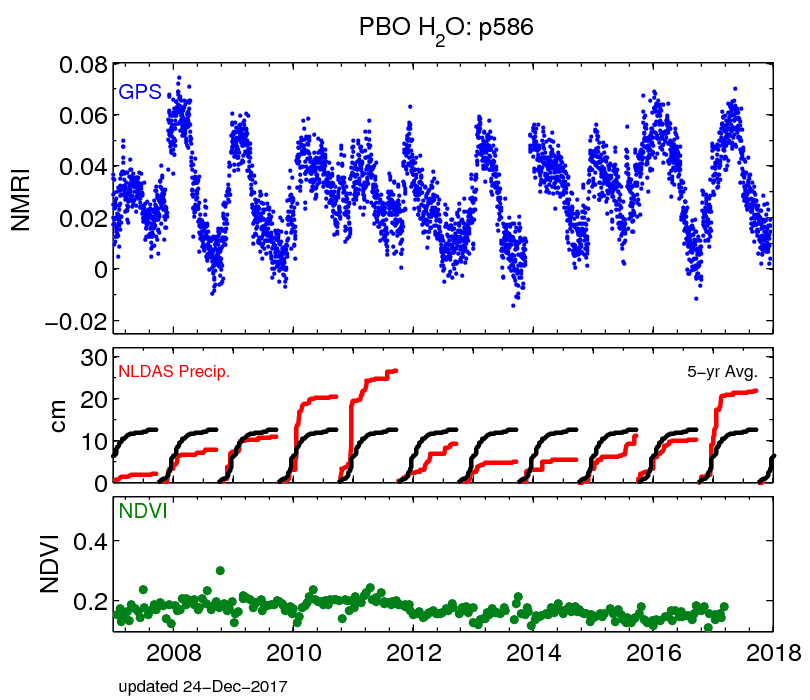 PBO H2O: p586
0.08
GPS
0.06
0.04
NMRI
0.02
0
−0.02
30
NLDAS Precip.
5-yr Avg.
20
cm
10
0
NDVI
0.4
NDVI
0.2
2008 2010 2012 2014 2016 2018
updated 24−Dec−2017